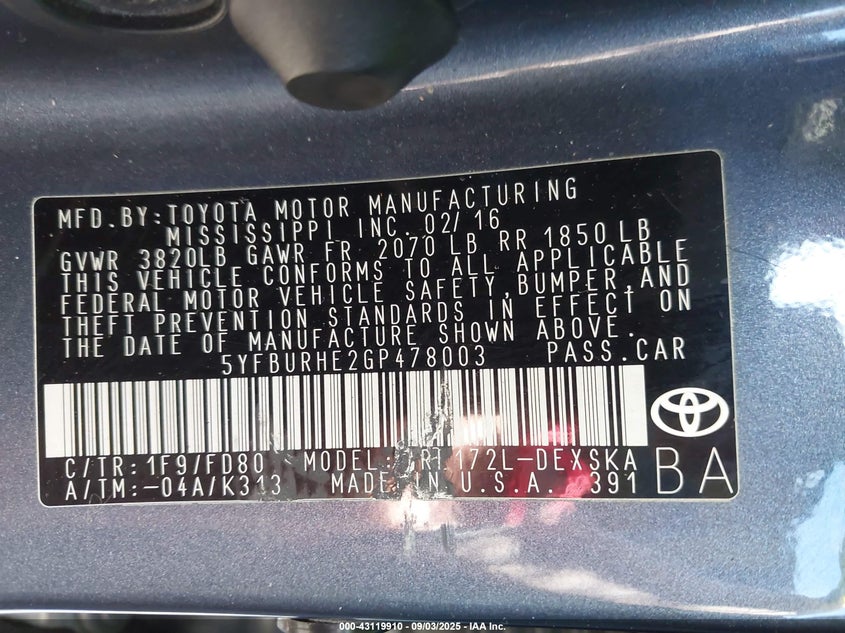 MFD.BY:TOYOTA MOTOR MANUFACTURING
MISSISSIPPI INC. 02/16
GVWR 3820LB GAWR FR 2070 LB RR 1850 LB
THIS VEHICLE CONFORMS TO ALL APPLICABLE
FEDERAL MOTOR VEHICLE SAFETY,BUMPER,AND
THEFT PREVENTION STANDARDS IN EFFECT ON
THE DATE OF MANUFACTURE SHOWN ABOVE.
5YFBURHE2GP478003 PASS.CAR
C/TR:1F9/FD80 MODEL: 172L-DEXSKA
A/TM:-04A/K313 MADE IN U.S.A. 391
BA
000-43119910 - 09/03/2025 - IAA Inc.